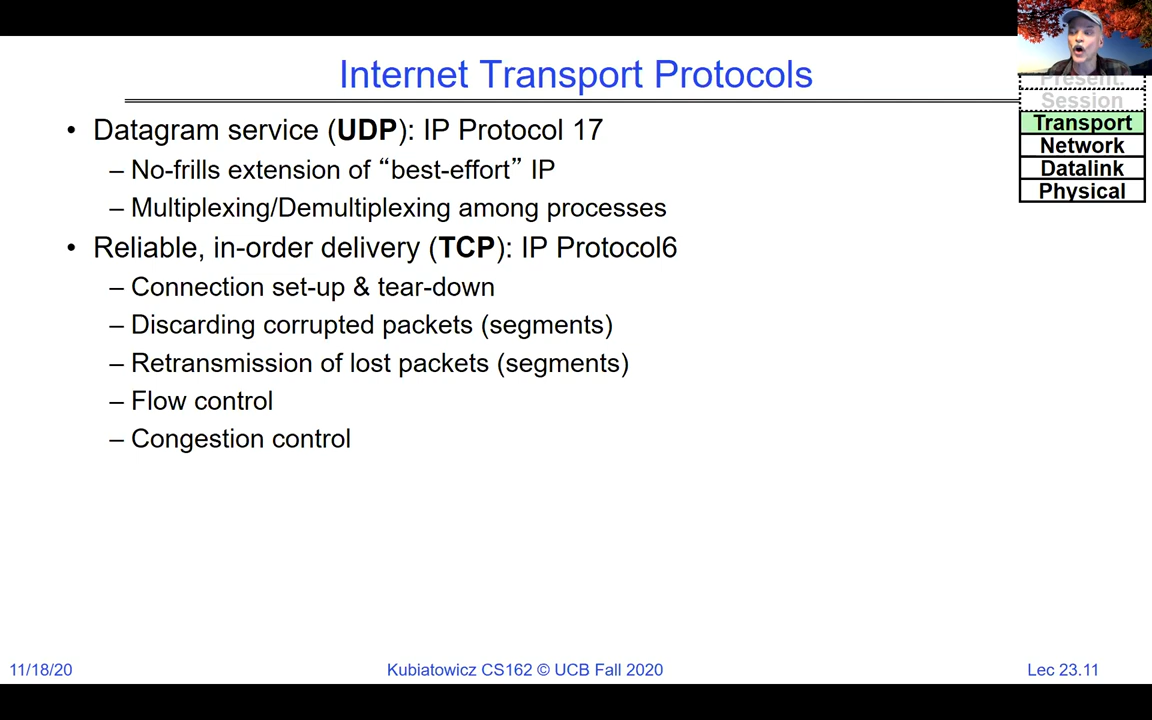 Internet Transport Protocols
• Datagram service (UDP): IP Protocol 17
– No-frills extension of “best-effort” IP
– Multiplexing/Demultiplexing among processes
• Reliable, in-order delivery (TCP): IP Protocol6
– Connection set-up & tear-down
– Discarding corrupted packets (segments)
– Retransmission of lost packets (segments)
– Flow control
– Congestion control
Present.
Session
Transport
Network
Datalink
Physical
11/18/20
Kubiatowicz CS162 © UCB Fall 2020
Lec 23.11